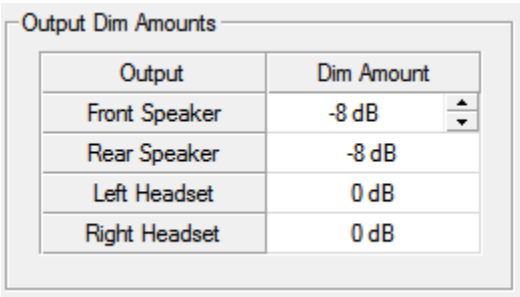 Output Dim Amounts
Output Dim Amount
Front Speaker -8 dB
Rear Speaker -8 dB
Left Headset 0 dB
Right Headset 0 dB